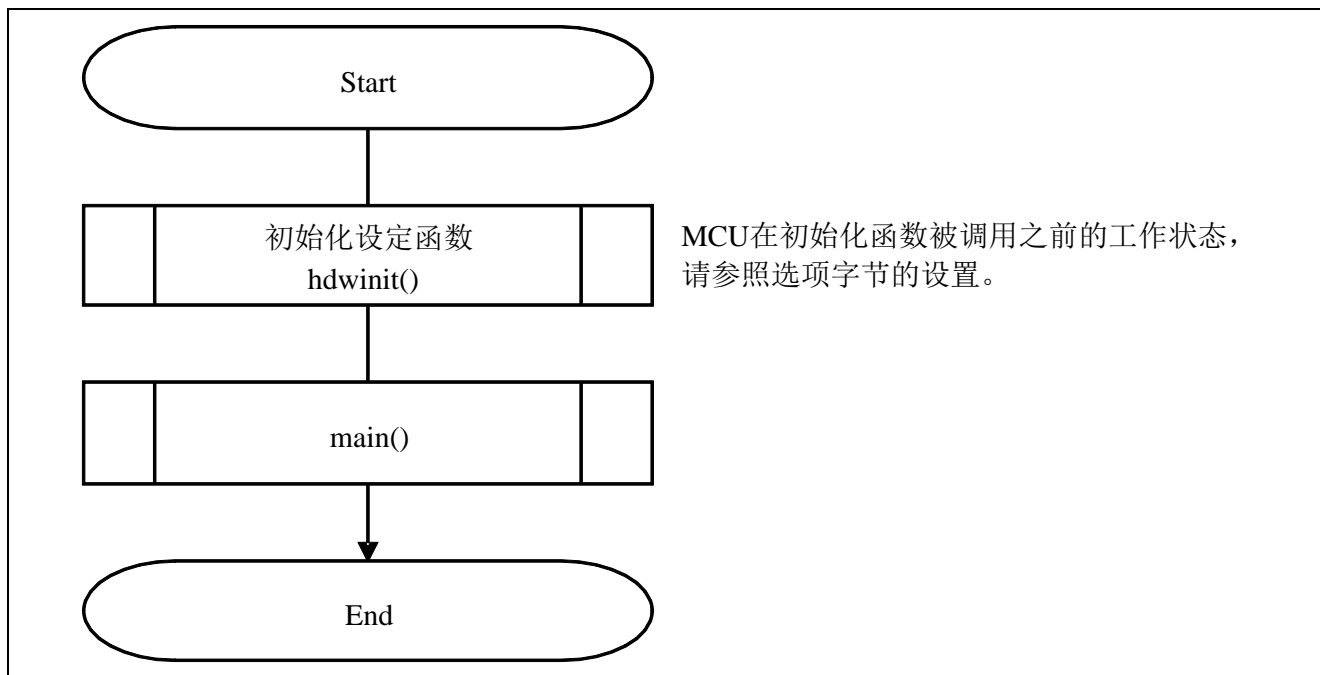 Start
初始化设定函数
hdwinit()
MCU在初始化函数被调用之前的工作状态，
请参照选项字节的设置。
main()
End